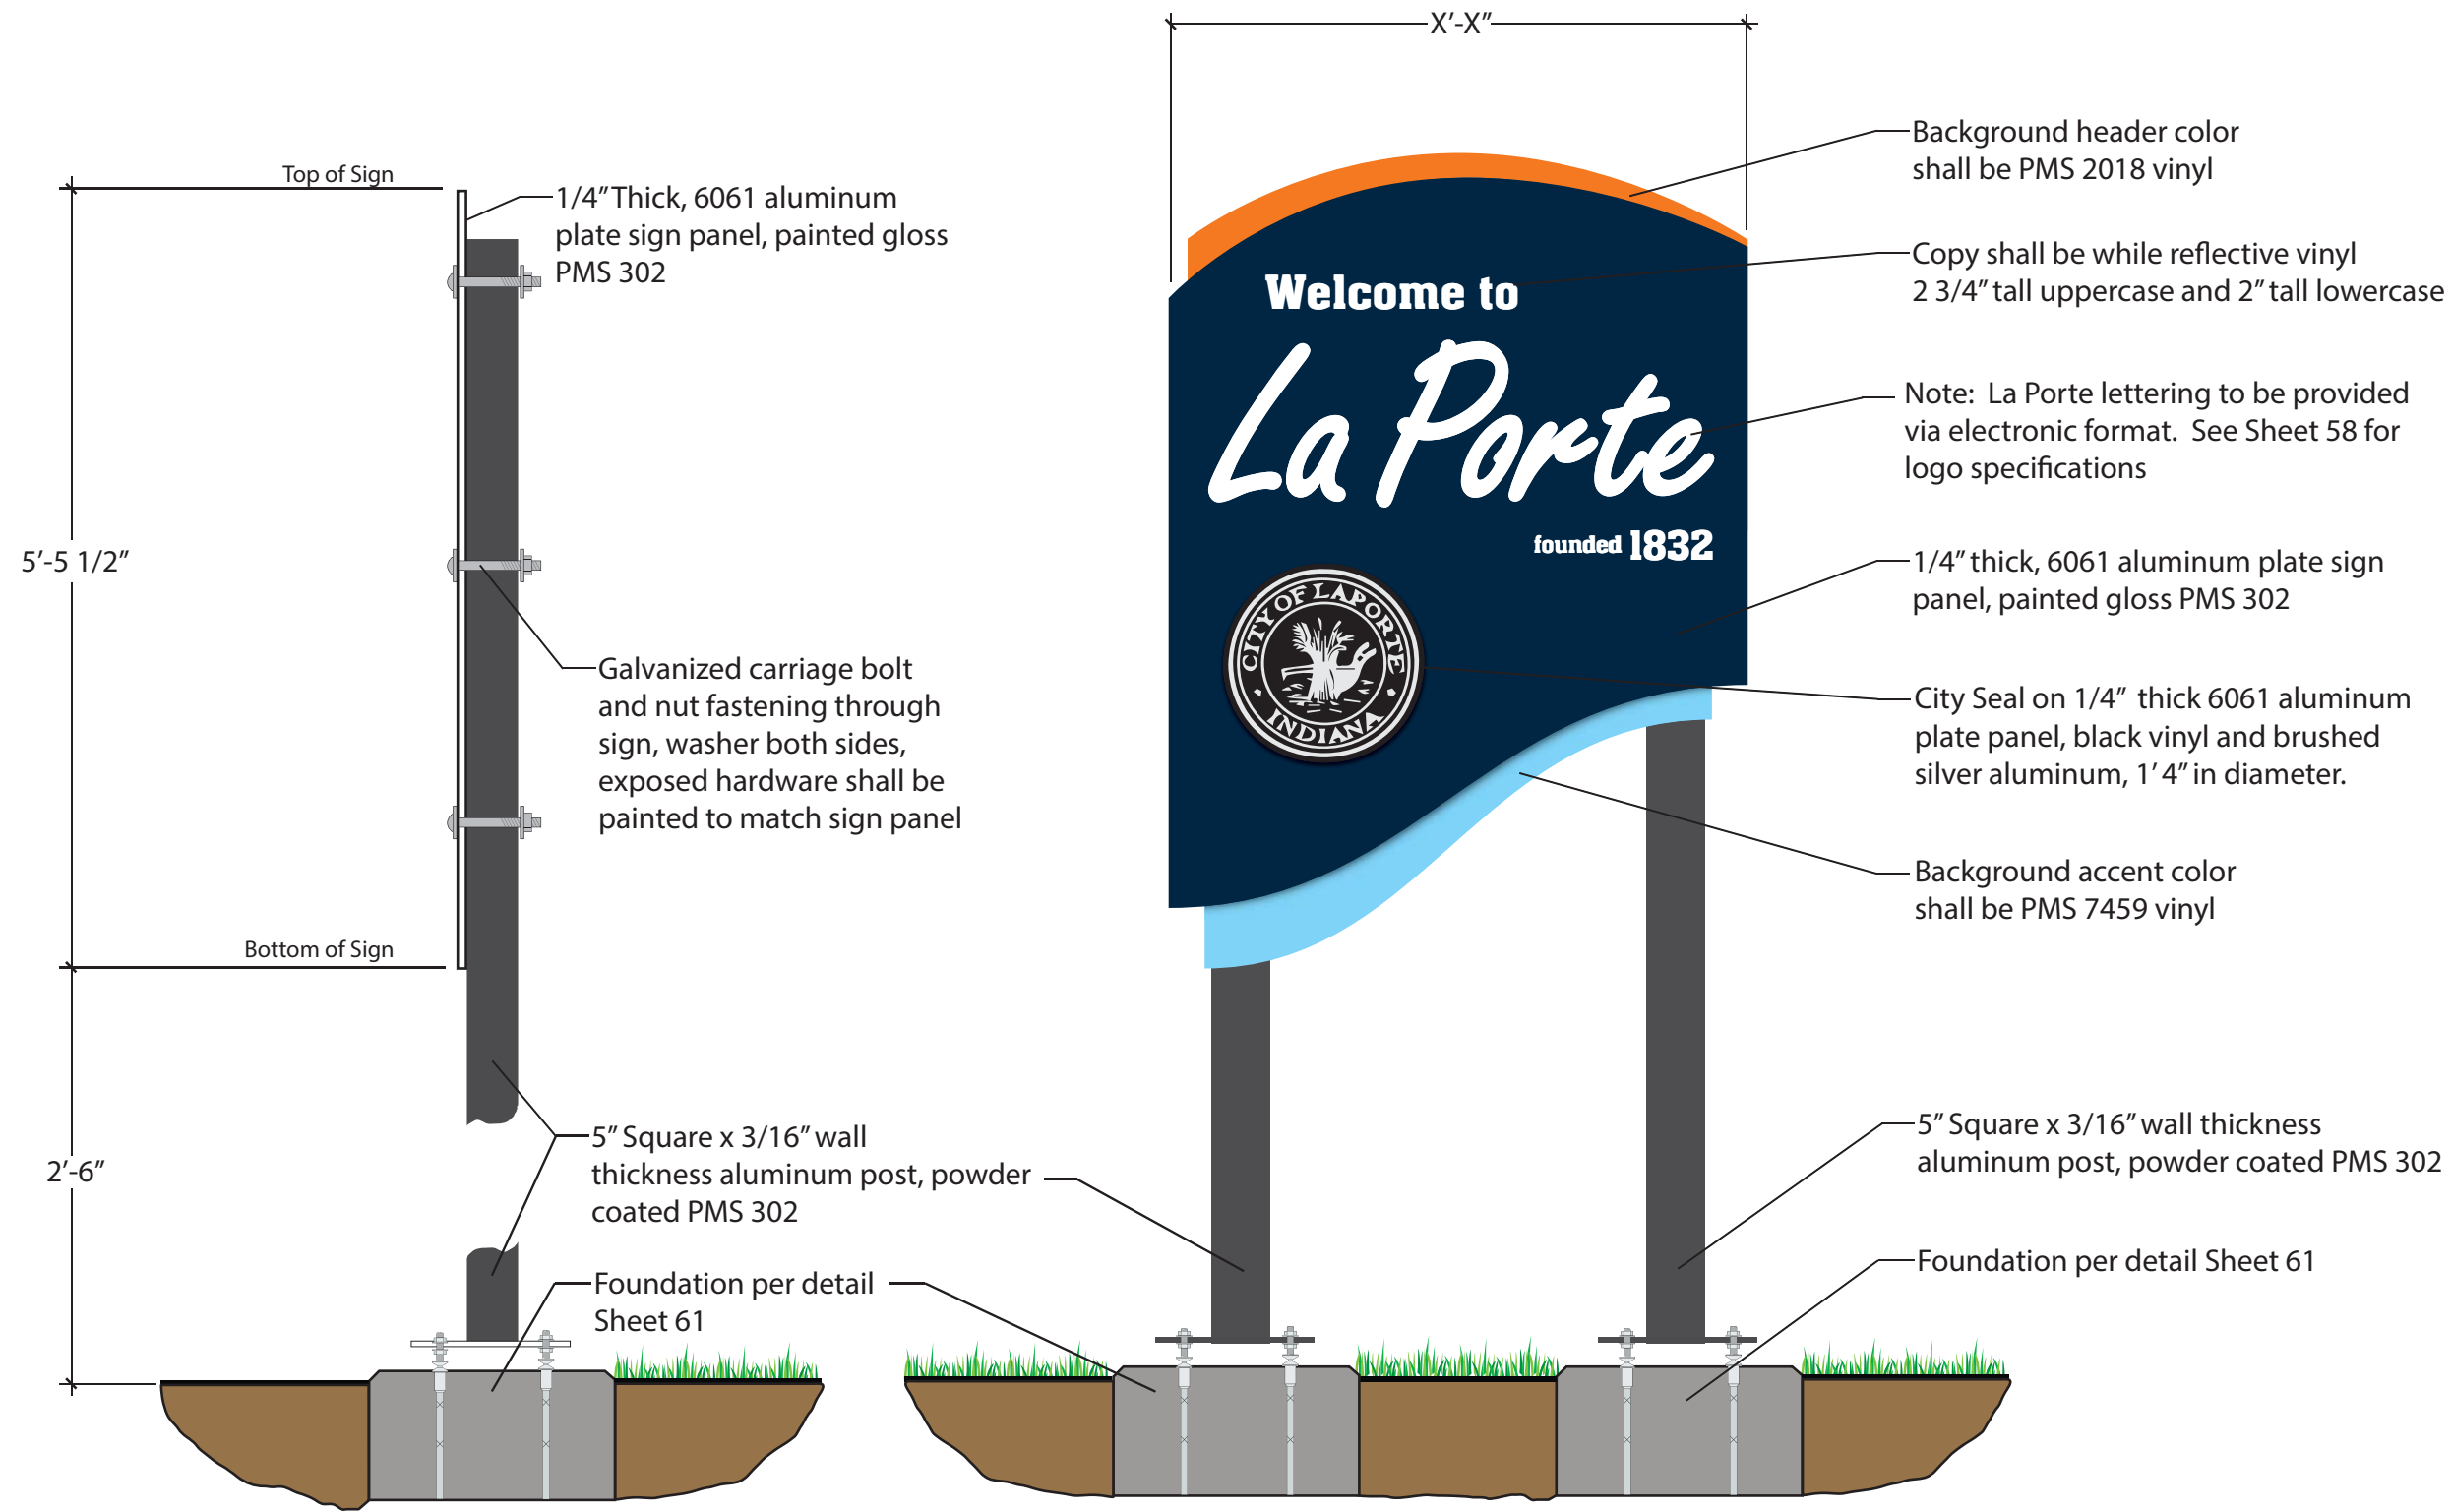 X'-X"
Top of Sign
1/4" Thick, 6061 aluminum
plate sign panel, painted gloss
PMS 302
5'-5 1/2"
Galvanized carriage bolt
and nut fastening through
sign, washer both sides,
exposed hardware shall be
painted to match sign panel
Bottom of Sign
2'-6"
5" Square x 3/16" wall
thickness aluminum post, powder
coated PMS 302
Foundation per detail
Sheet 61
Welcome to
La Porte
founded 1832
CITY OF LAPORTE
INDIANA
Background header color
shall be PMS 2018 vinyl
Copy shall be while reflective vinyl
2 3/4" tall uppercase and 2" tall lowercase
Note: La Porte lettering to be provided
via electronic format. See Sheet 58 for
logo specifications
1/4" thick, 6061 aluminum plate sign
panel, painted gloss PMS 302
City Seal on 1/4" thick 6061 aluminum
plate panel, black vinyl and brushed
silver aluminum, 1' 4" in diameter.
Background accent color
shall be PMS 7459 vinyl
5" Square x 3/16" wall thickness
aluminum post, powder coated PMS 302
Foundation per detail Sheet 61